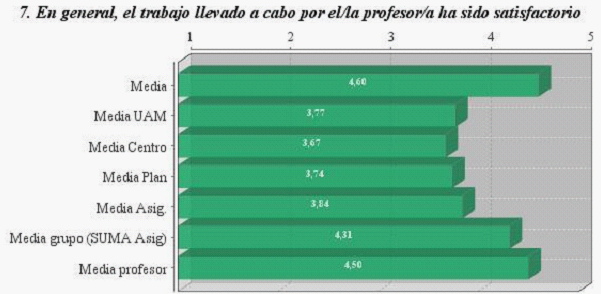 7. En general, el trabajo llevado a cabo por el/la profesor/a ha sido satisfactorio
1 2 3 4 5
Media 4,60
Media UAM 3,77
Media Centro 3,67
Media Plan 3,74
Media Asig. 3,84
Media grupo (SUMA Asig) 4,31
Media profesor 4,50